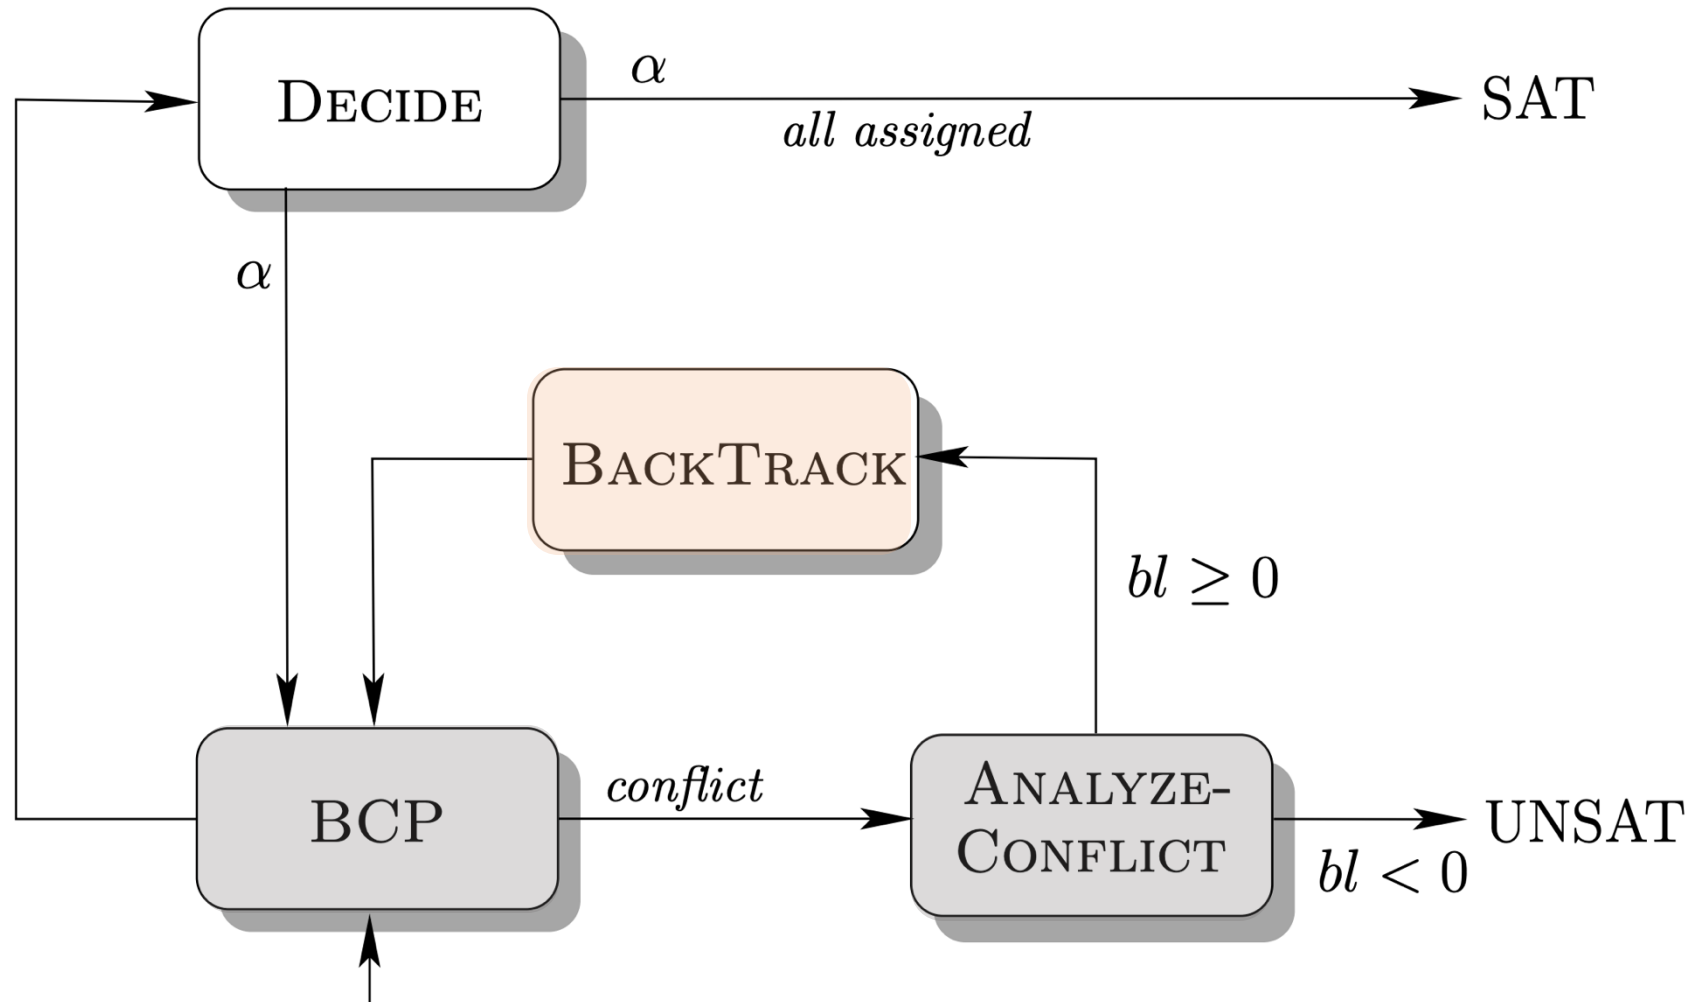 DECIDE
α
all assigned
SAT
α
BACKTRACK
bl ≥ 0
BCP
conflict
ANALYZE-
CONFLICT
UNSAT
bl < 0